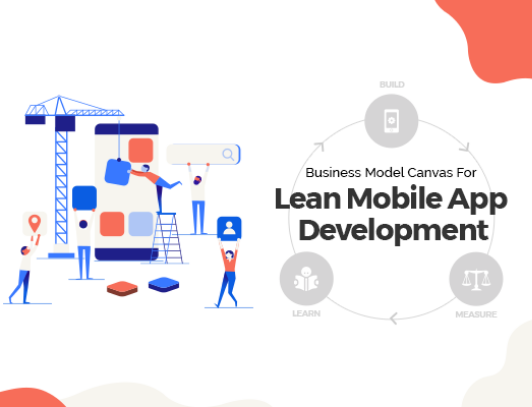 BUILD
Business Model Canvas For
Lean Mobile App
Development
LEARN
MEASURE